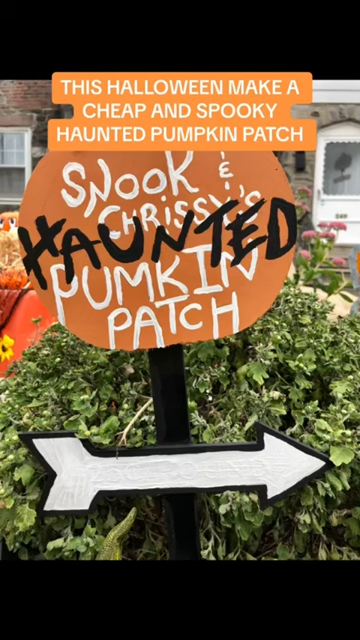 THIS HALLOWEEN MAKE A
CHEAP AND SPOOKY
HAUNTED PUMPKIN PATCH
SNOOK &
CHRISSY'S
HAUNTED
PUMKIN
PATCH